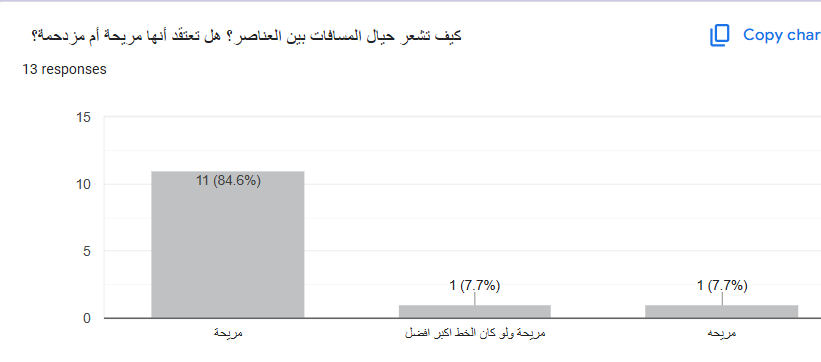 كيف تشعر حيال المسافات بين العناصر؟ هل تعتقد أنها مريحة أم مزدحمة؟
Copy char
13 responses
15
10
5
0
11 (84.6%)
1 (7.7%)
1 (7.7%)
مريحة
مريحة ولو كان الخط اكبر افضل
مريحه